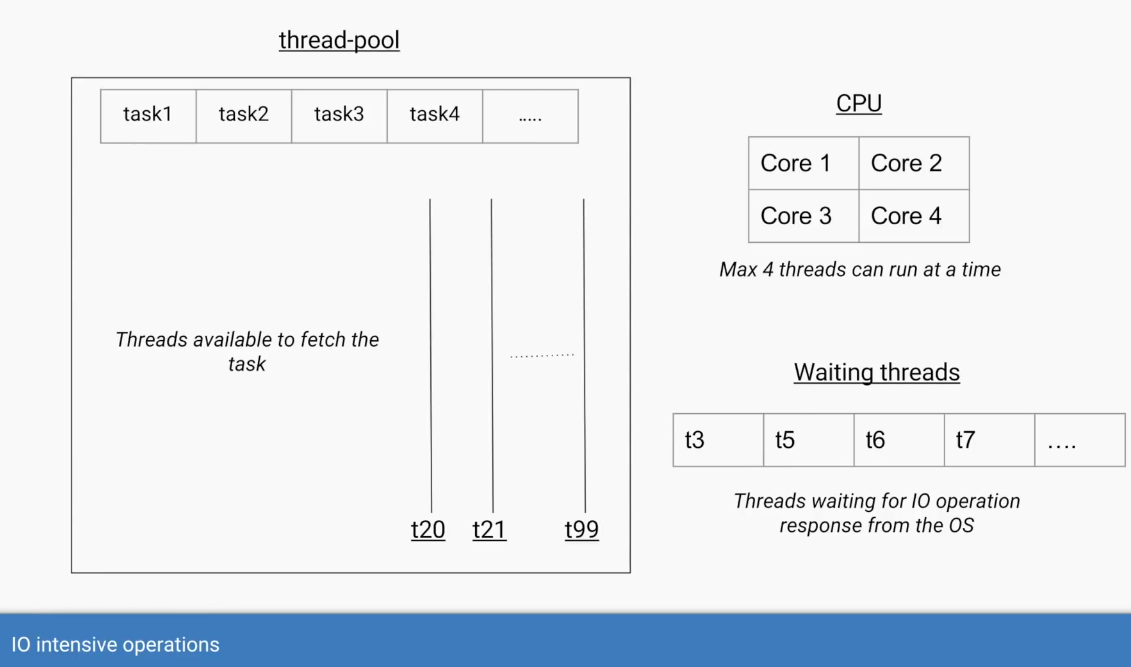 thread-pool
task1 task2 task3 task4 .....
CPU
Core 1 Core 2
Core 3 Core 4
Max 4 threads can run at a time
Threads available to fetch the
task
Waiting threads
t3 t5 t6 t7 ....
Threads waiting for IO operation
response from the OS
t20 t21 t99
IO intensive operations